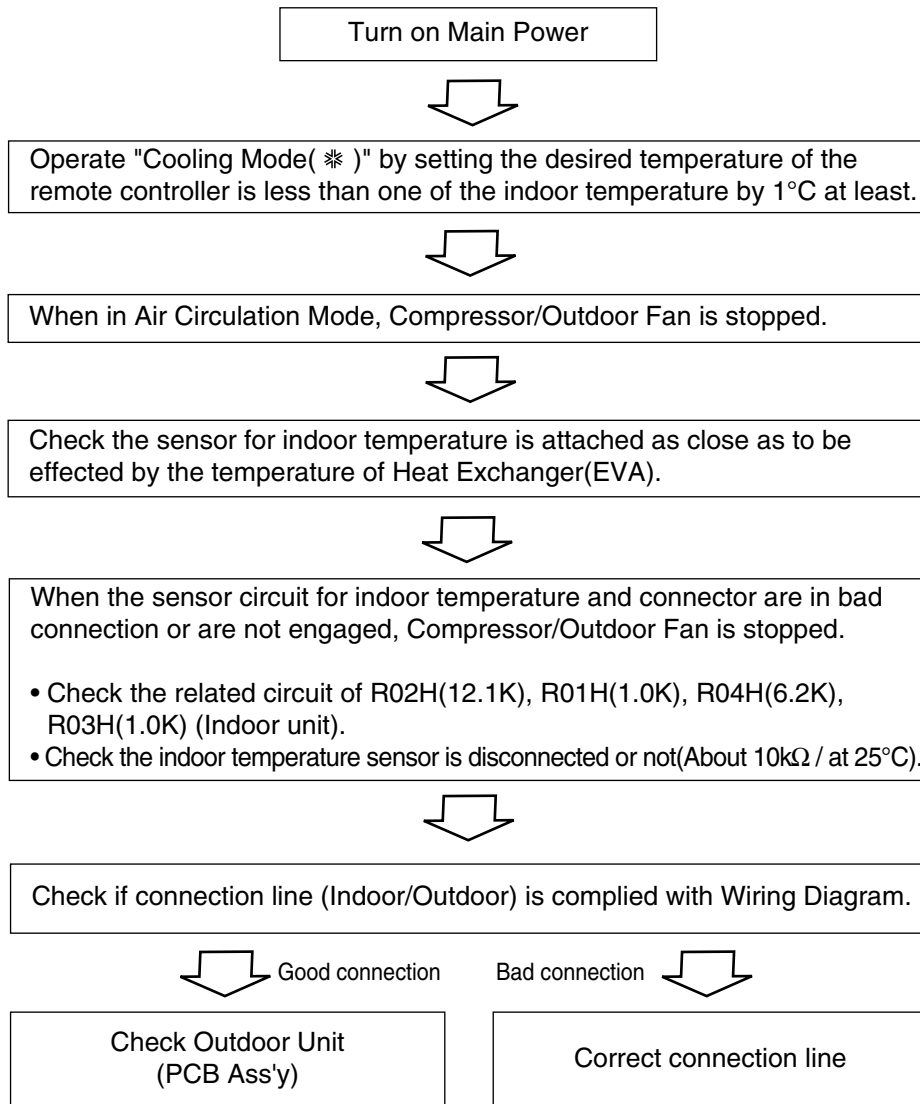 Turn on Main Power
Operate "Cooling Mode( ❋ )" by setting the desired temperature of the
remote controller is less than one of the indoor temperature by 1°C at least.
When in Air Circulation Mode, Compressor/Outdoor Fan is stopped.
Check the sensor for indoor temperature is attached as close as to be
effected by the temperature of Heat Exchanger(EVA).
When the sensor circuit for indoor temperature and connector are in bad
connection or are not engaged, Compressor/Outdoor Fan is stopped.
• Check the related circuit of R02H(12.1K), R01H(1.0K), R04H(6.2K),
R03H(1.0K) (Indoor unit).
• Check the indoor temperature sensor is disconnected or not(About 10kΩ / at 25°C).
Check if connection line (Indoor/Outdoor) is complied with Wiring Diagram.
Good connection
Bad connection
Check Outdoor Unit
(PCB Ass'y)
Correct connection line